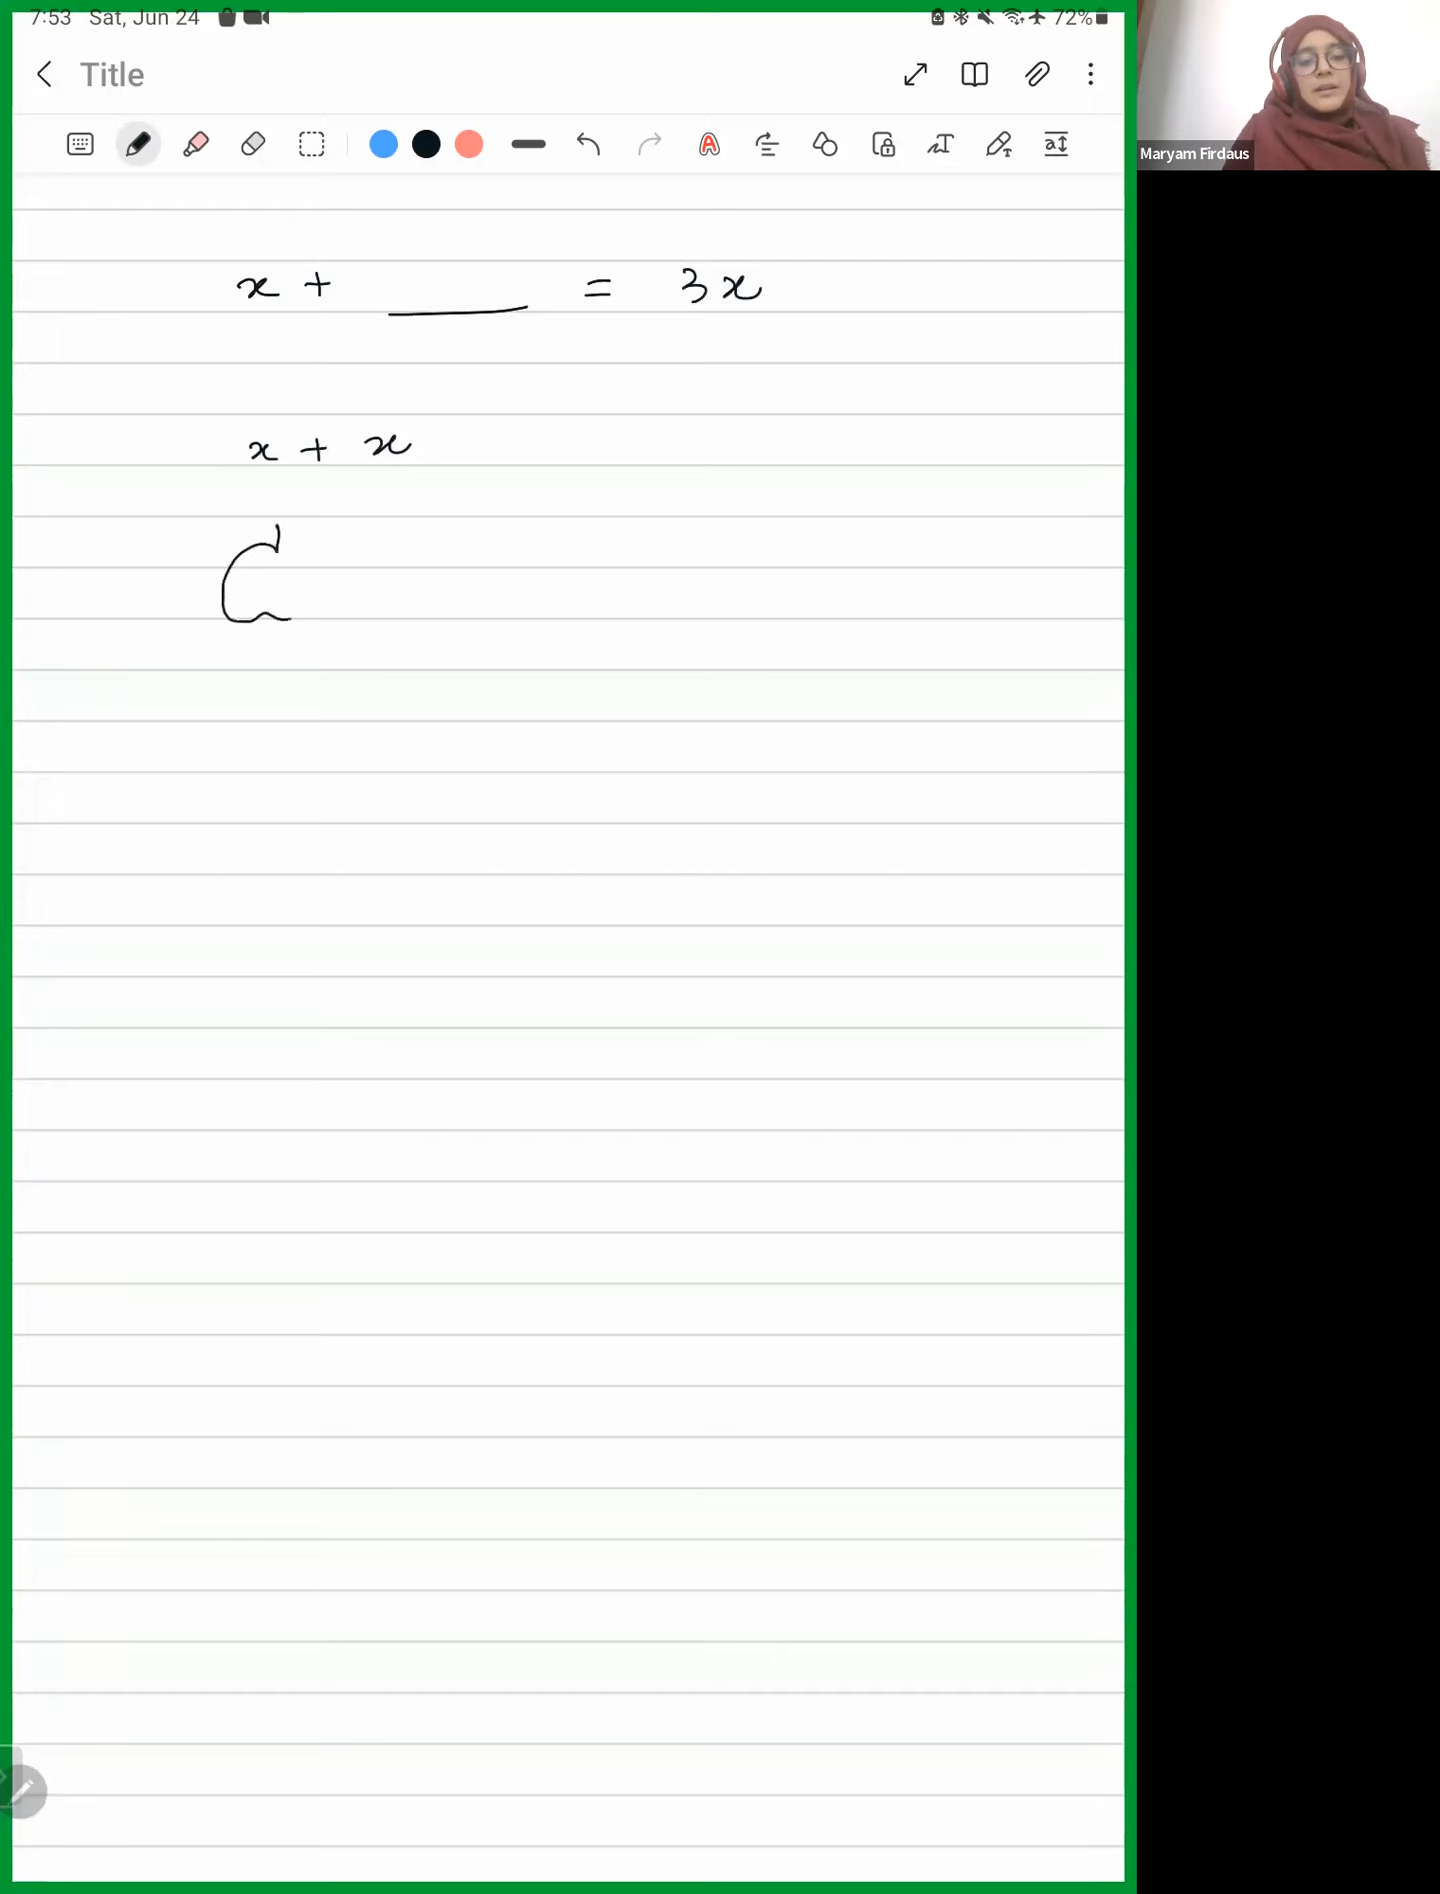 7:53 Sat, Jun 24 72%
Title
x + ______ = 3x
x + x
Maryam Firdaus